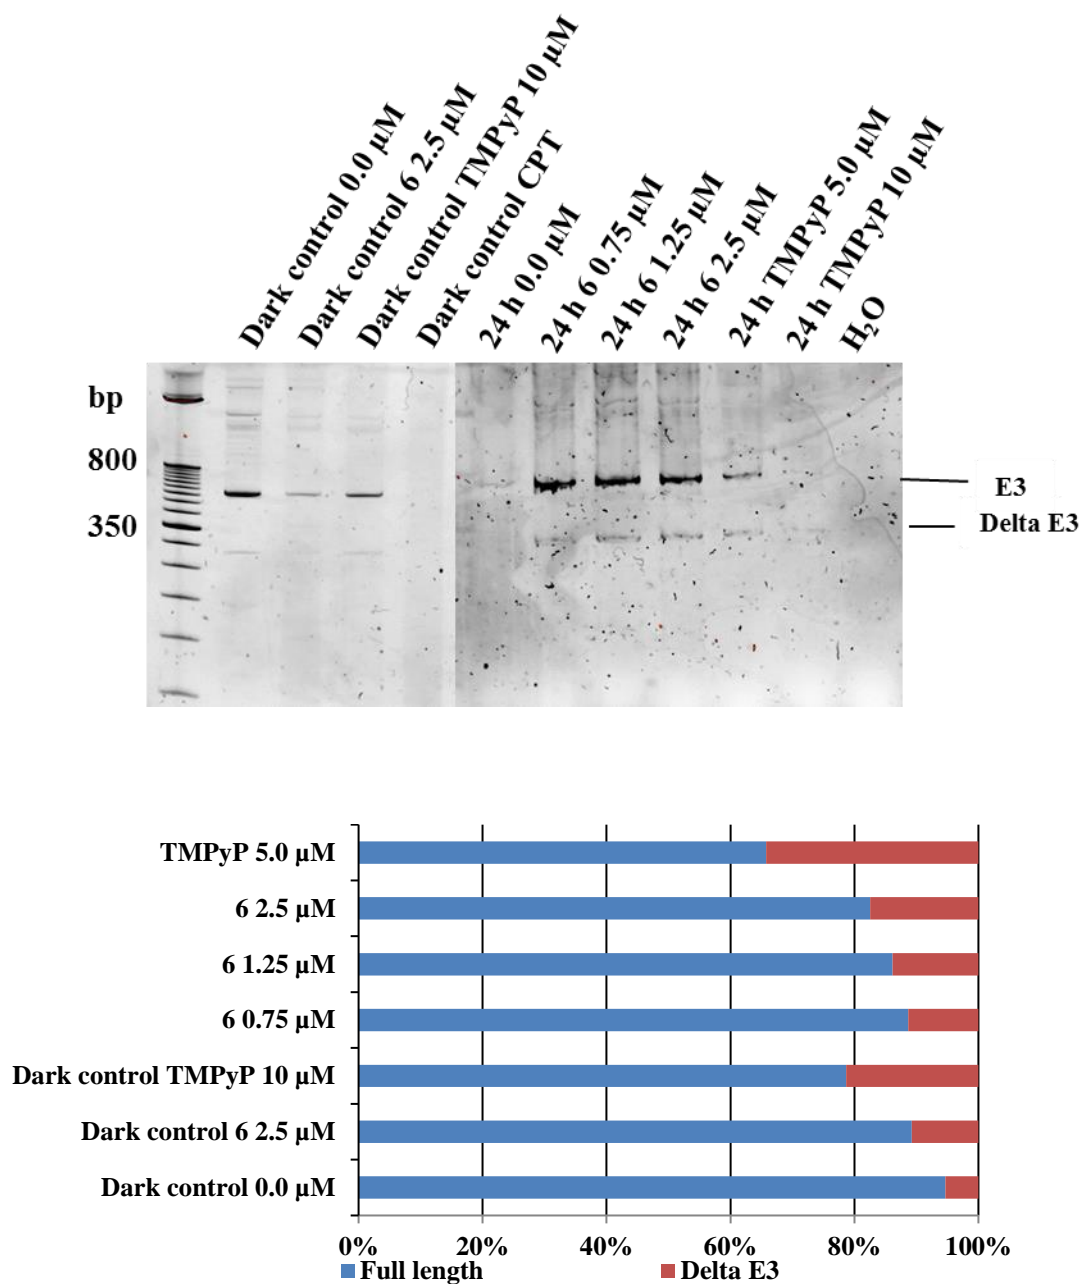 Dark control 0.0 µM
Dark control 6 2.5 µM
Dark control TMPyP 10 µM
Dark control CPT
24 h 0.0 µM
24 h 6 0.75 µM
24 h 6 1.25 µM
24 h 6 2.5 µM
24 h TMPyP 5.0 µM
24 h TMPyP 10 µM
H₂O
bp
800
350
E3
Delta E3
TMPyP 5.0 µM
6 2.5 µM
6 1.25 µM
6 0.75 µM
Dark control TMPyP 10 µM
Dark control 6 2.5 µM
Dark control 0.0 µM
0% 20% 40% 60% 80% 100%
Full length Delta E3